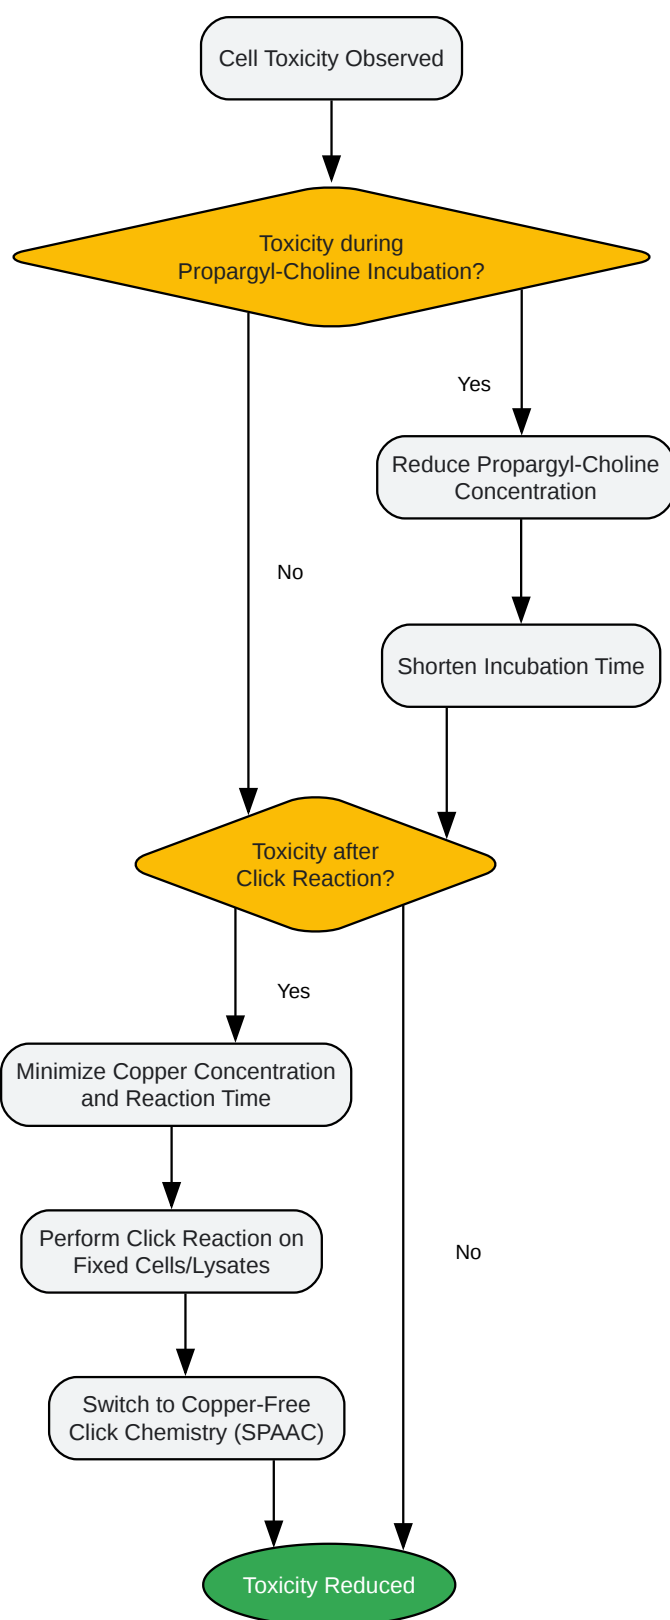 Cell Toxicity Observed
Toxicity during
Propargyl-Choline Incubation?
Yes
Reduce Propargyl-Choline
Concentration
No
Shorten Incubation Time
Toxicity after
Click Reaction?
Yes
Minimize Copper Concentration
and Reaction Time
Perform Click Reaction on
Fixed Cells/Lysates
No
Switch to Copper-Free
Click Chemistry (SPAAC)
Toxicity Reduced